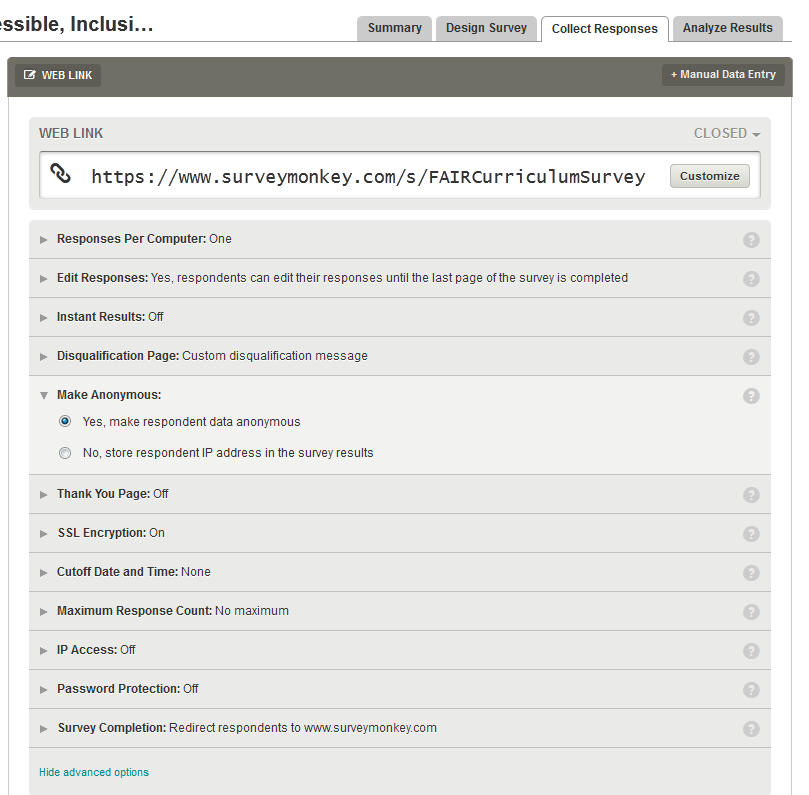 essible, Inclusi...
Summary
Design Survey
Collect Responses
Analyze Results
WEB LINK
+ Manual Data Entry
WEB LINK
CLOSED
https://www.surveymonkey.com/s/FAIRCurriculumSurvey
Customize
Responses Per Computer: One
?
Edit Responses: Yes, respondents can edit their responses until the last page of the survey is completed
?
Instant Results: Off
?
Disqualification Page: Custom disqualification message
?
Make Anonymous:
?
Yes, make respondent data anonymous
No, store respondent IP address in the survey results
Thank You Page: Off
?
SSL Encryption: On
?
Cutoff Date and Time: None
?
Maximum Response Count: No maximum
?
IP Access: Off
?
Password Protection: Off
?
Survey Completion: Redirect respondents to www.surveymonkey.com
?
Hide advanced options